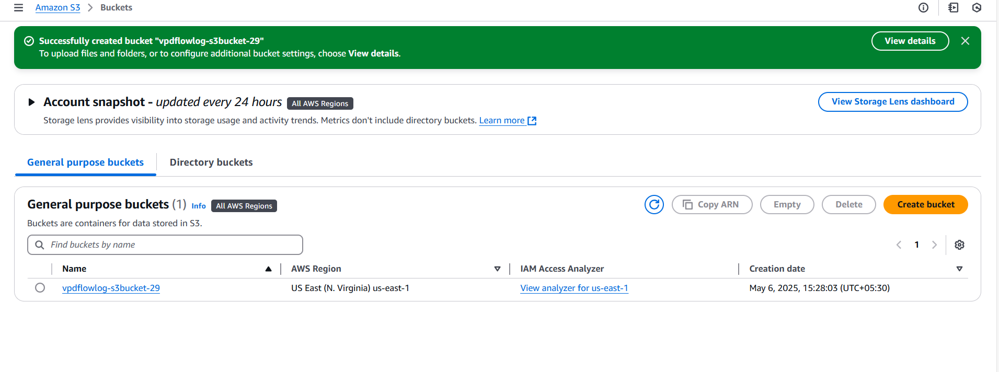 Amazon S3 > Buckets
Successfully created bucket "vpdflowlog-s3bucket-29"
To upload files and folders, or to configure additional bucket settings, choose View details.
View details
Account snapshot - updated every 24 hours All AWS Regions
View Storage Lens dashboard
Storage lens provides visibility into storage usage and activity trends. Metrics don't include directory buckets. Learn more
General purpose buckets Directory buckets
General purpose buckets (1) Info All AWS Regions
Copy ARN Empty Delete Create bucket
Buckets are containers for data stored in S3.
Find buckets by name
1
Name AWS Region IAM Access Analyzer Creation date
vpdflowlog-s3bucket-29 US East (N. Virginia) us-east-1 View analyzer for us-east-1 May 6, 2025, 15:28:03 (UTC+05:30)